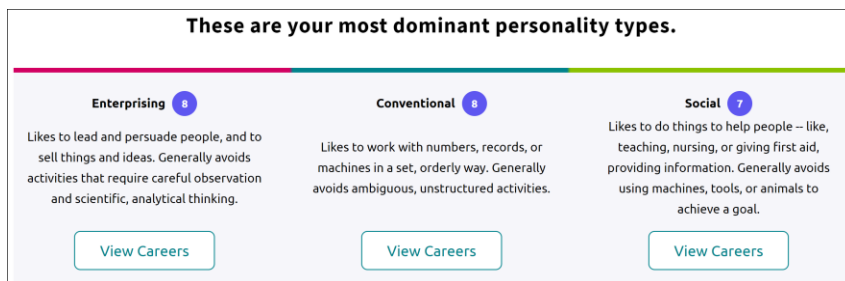 These are your most dominant personality types.
Enterprising 8
Likes to lead and persuade people, and to
sell things and ideas. Generally avoids
activities that require careful observation
and scientific, analytical thinking.
View Careers
Conventional 8
Likes to work with numbers, records, or
machines in a set, orderly way. Generally
avoids ambiguous, unstructured activities.
View Careers
Social 7
Likes to do things to help people -- like,
teaching, nursing, or giving first aid,
providing information. Generally avoids
using machines, tools, or animals to
achieve a goal.
View Careers